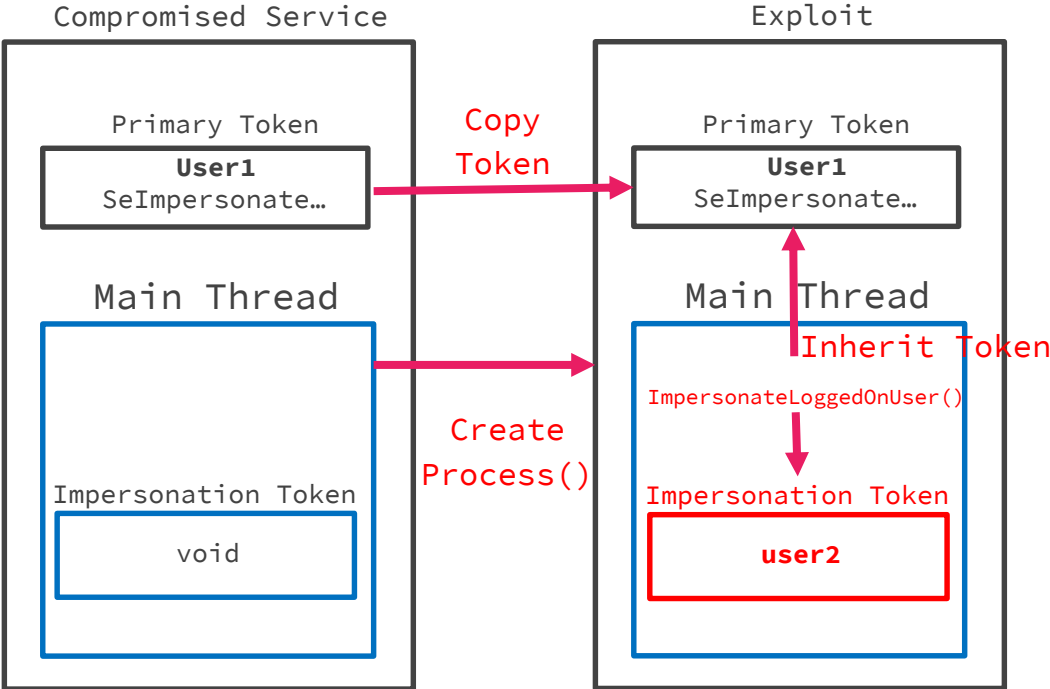 Compromised Service
Exploit
Primary Token
User1
SeImpersonate…
Copy
Token
Primary Token
User1
SeImpersonate…
Main Thread
Main Thread
Inherit Token
ImpersonateLoggedOnUser()
Create
Process()
Impersonation Token
void
Impersonation Token
user2